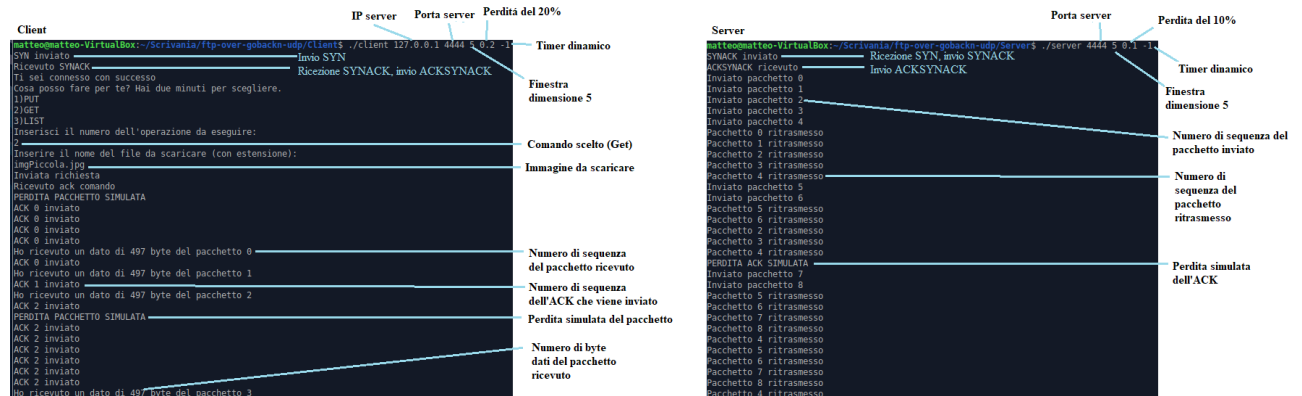 Client
IP server
Porta server
Perditá del 20%
matteo@matteo-VirtualBox:~/Scrivania/ftp-over-gobackn-udp/Client$ ./client 127.0.0.1 4444 5 0.2 -1
Timer dinamico
SYN inviato
Invio SYN
Ricevuto SYNACK
Ricezione SYNACK, invio ACKSYNACK
Ti sei connesso con successo
Cosa posso fare per te? Hai due minuti per scegliere.
Finestra
dimensione 5
1)PUT
2)GET
3)LIST
Inserisci il numero dell'operazione da eseguire:
2
Comando scelto (Get)
Inserire il nome del file da scaricare (con estensione):
imgPiccola.jpg
Immagine da scaricare
Inviata richiesta
Ricevuto ack comando
PERDITA PACCHETTO SIMULATA
ACK 0 inviato
ACK 0 inviato
ACK 0 inviato
ACK 0 inviato
Ho ricevuto un dato di 497 byte del pacchetto 0
Numero di sequenza
del pacchetto ricevuto
ACK 0 inviato
Ho ricevuto un dato di 497 byte del pacchetto 1
ACK 1 inviato
Numero di sequenza
dell'ACK che viene inviato
Ho ricevuto un dato di 497 byte del pacchetto 2
ACK 2 inviato
PERDITA PACCHETTO SIMULATA
Perdita simulata del pacchetto
ACK 2 inviato
ACK 2 inviato
ACK 2 inviato
ACK 2 inviato
ACK 2 inviato
ACK 2 inviato
Numero di byte
dati del pacchetto
ricevuto
Ho ricevuto un dato di 497 byte del pacchetto 3
Server
Porta server
Perdita del 10%
matteo@matteo-VirtualBox:~/Scrivania/ftp-over-gobackn-udp/Server$ ./server 4444 5 0.1 -1
Timer dinamico
SYNACK inviato
Ricezione SYN, invio SYNACK
ACKSYNACK ricevuto
Invio ACKSYNACK
Finestra
dimensione 5
Inviato pacchetto 0
Inviato pacchetto 1
Inviato pacchetto 2
Numero di sequenza del
pacchetto inviato
Inviato pacchetto 3
Inviato pacchetto 4
Pacchetto 0 ritrasmesso
Pacchetto 1 ritrasmesso
Pacchetto 2 ritrasmesso
Pacchetto 3 ritrasmesso
Pacchetto 4 ritrasmesso
Numero di
sequenza del
pacchetto
ritrasmesso
Inviato pacchetto 5
Inviato pacchetto 6
Pacchetto 5 ritrasmesso
Pacchetto 6 ritrasmesso
Pacchetto 2 ritrasmesso
Pacchetto 3 ritrasmesso
Pacchetto 4 ritrasmesso
PERDITA ACK SIMULATA
Perdita simulata
dell'ACK
Inviato pacchetto 7
Inviato pacchetto 8
Pacchetto 5 ritrasmesso
Pacchetto 6 ritrasmesso
Pacchetto 7 ritrasmesso
Pacchetto 8 ritrasmesso
Pacchetto 4 ritrasmesso
Pacchetto 5 ritrasmesso
Pacchetto 6 ritrasmesso
Pacchetto 7 ritrasmesso
Pacchetto 8 ritrasmesso
Pacchetto 4 ritrasmesso